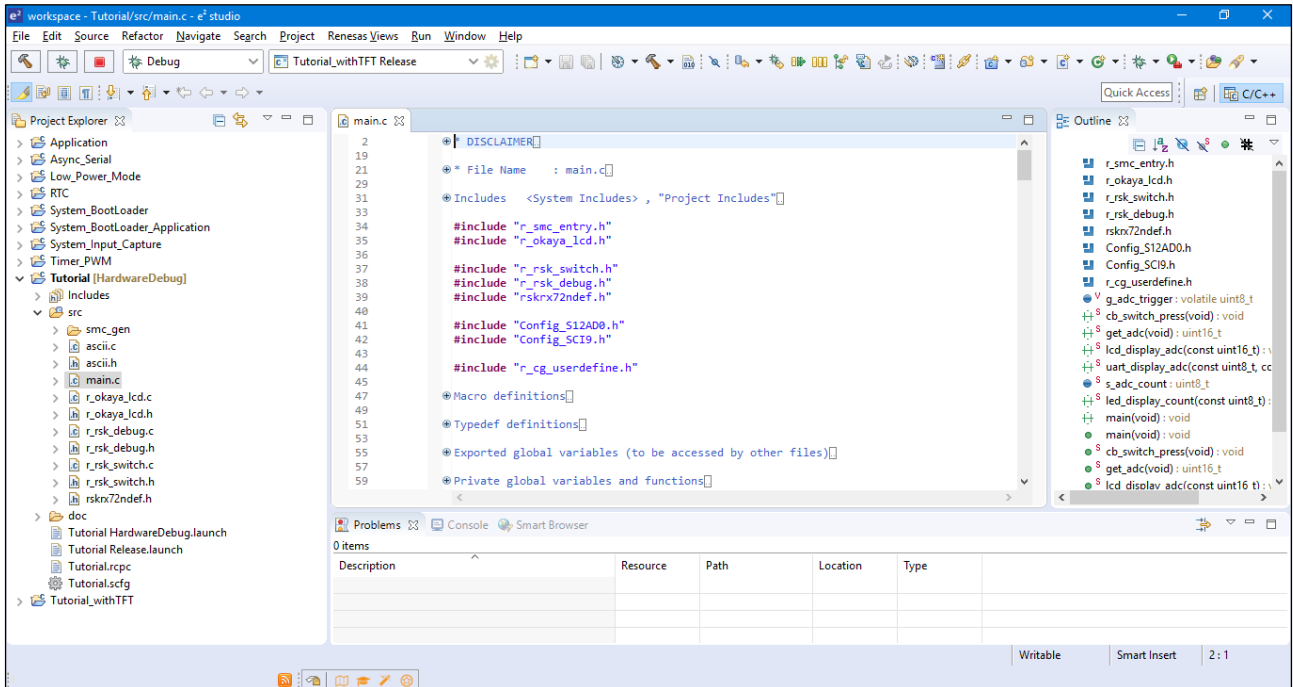 e² workspace - Tutorial/src/main.c - e² studio
File Edit Source Refactor Navigate Search Project Renesas Views Run Window Help
Debug
Tutorial_withTFT Release
Quick Access
C/C++
Project Explorer
Application
Async_Serial
Low_Power_Mode
RTC
System_BootLoader
System_BootLoader_Application
System_Input_Capture
Timer_PWM
Tutorial [HardwareDebug]
Includes
src
smc_gen
ascii.c
ascii.h
main.c
r_okaya_lcd.c
r_okaya_lcd.h
r_rsk_debug.c
r_rsk_debug.h
r_rsk_switch.c
r_rsk_switch.h
rskrx72ndef.h
doc
Tutorial HardwareDebug.launch
Tutorial Release.launch
Tutorial.rcpc
Tutorial.scfg
Tutorial_withTFT
main.c
2 * DISCLAIMER
19
21 * File Name : main.c
29
31 Includes <System Includes> , "Project Includes"
33
34 #include "r_smc_entry.h"
35 #include "r_okaya_lcd.h"
36
37 #include "r_rsk_switch.h"
38 #include "r_rsk_debug.h"
39 #include "rskrx72ndef.h"
40
41 #include "Config_S12AD0.h"
42 #include "Config_SCI9.h"
43
44 #include "r_cg_userdefine.h"
45
47 Macro definitions
49
51 Typedef definitions
53
55 Exported global variables (to be accessed by other files)
57
59 Private global variables and functions
Outline
r_smc_entry.h
r_okaya_lcd.h
r_rsk_switch.h
r_rsk_debug.h
rskrx72ndef.h
Config_S12AD0.h
Config_SCI9.h
r_cg_userdefine.h
g_adc_trigger : volatile uint8_t
cb_switch_press(void) : void
get_adc(void) : uint16_t
lcd_display_adc(const uint16_t) :
uart_display_adc(const uint8_t, cc
s_adc_count : uint8_t
led_display_count(const uint8_t) :
main(void) : void
main(void) : void
cb_switch_press(void) : void
get_adc(void) : uint16_t
lcd_display_adc(const uint16_t) :
Problems Console Smart Browser
0 items
Description Resource Path Location Type
Writable Smart Insert 2 : 1